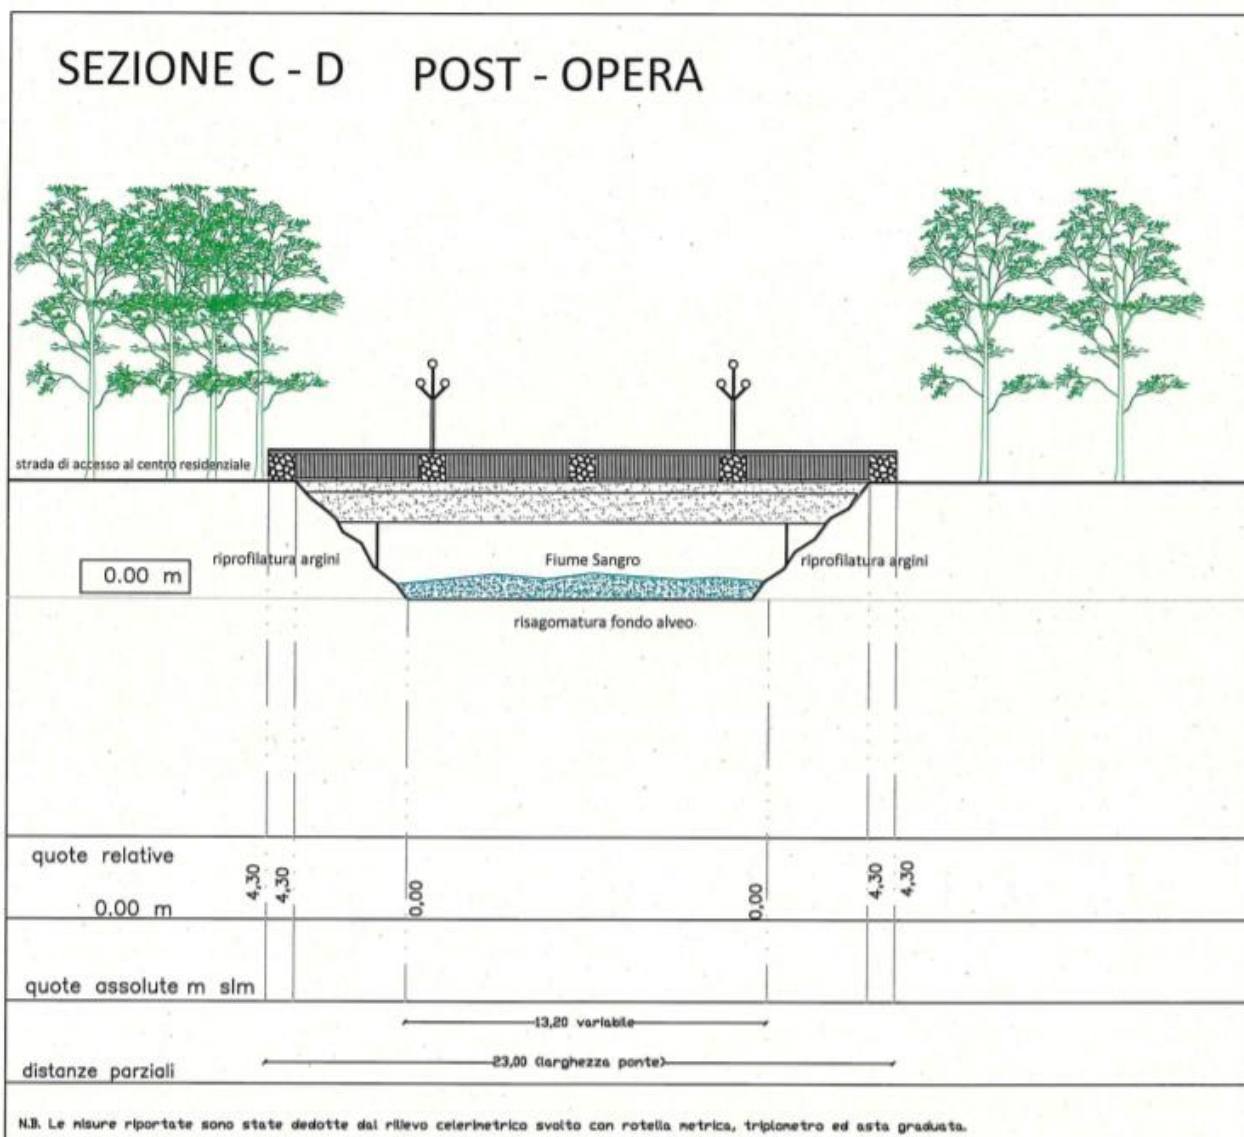 SEZIONE C - D POST - OPERA
strada di accesso al centro residenziale
riprofilatura argini
Fiume Sangro
riprofilatura argini
0.00 m
risagomatura fondo alveo
quote relative
4,30
4,30
0,00
0,00
4,30
4,30
0.00 m
quote assolute m slm
13,20 variabile
23,00 (larghezza ponte)
distanze parziali
N.B. Le misure riportate sono state dedotte dal rilievo celerimetrico svolto con rotella metrica, triplometro ed asta graduata.